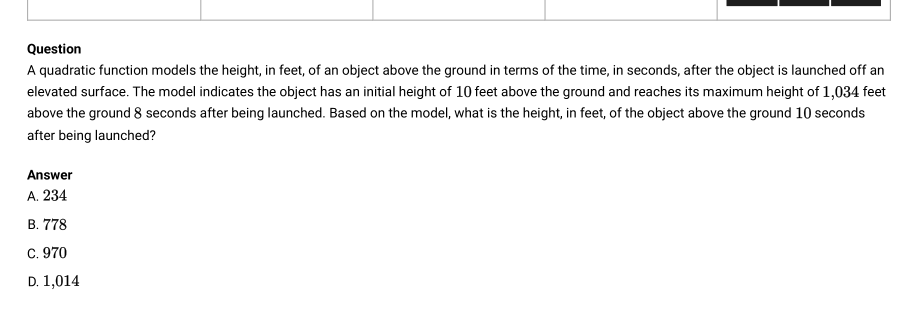 Question
A quadratic function models the height, in feet, of an object above the ground in terms of the time, in seconds, after the object is launched off an
elevated surface. The model indicates the object has an initial height of 10 feet above the ground and reaches its maximum height of 1,034 feet
above the ground 8 seconds after being launched. Based on the model, what is the height, in feet, of the object above the ground 10 seconds
after being launched?
Answer
A. 234
B. 778
C. 970
D. 1,014